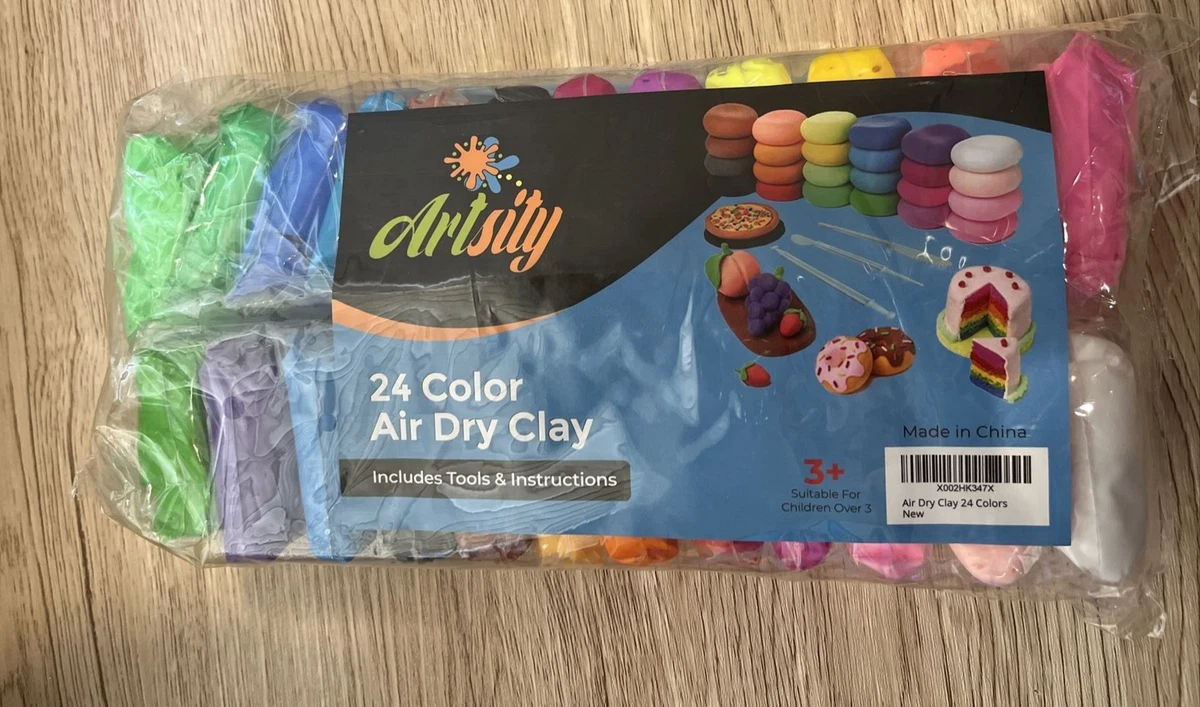 Artsity
24 Color
Air Dry Clay
Includes Tools & Instructions
3+
Suitable For
Children Over 3
Made in China
X002HK347X
Air Dry Clay 24 Colors
New